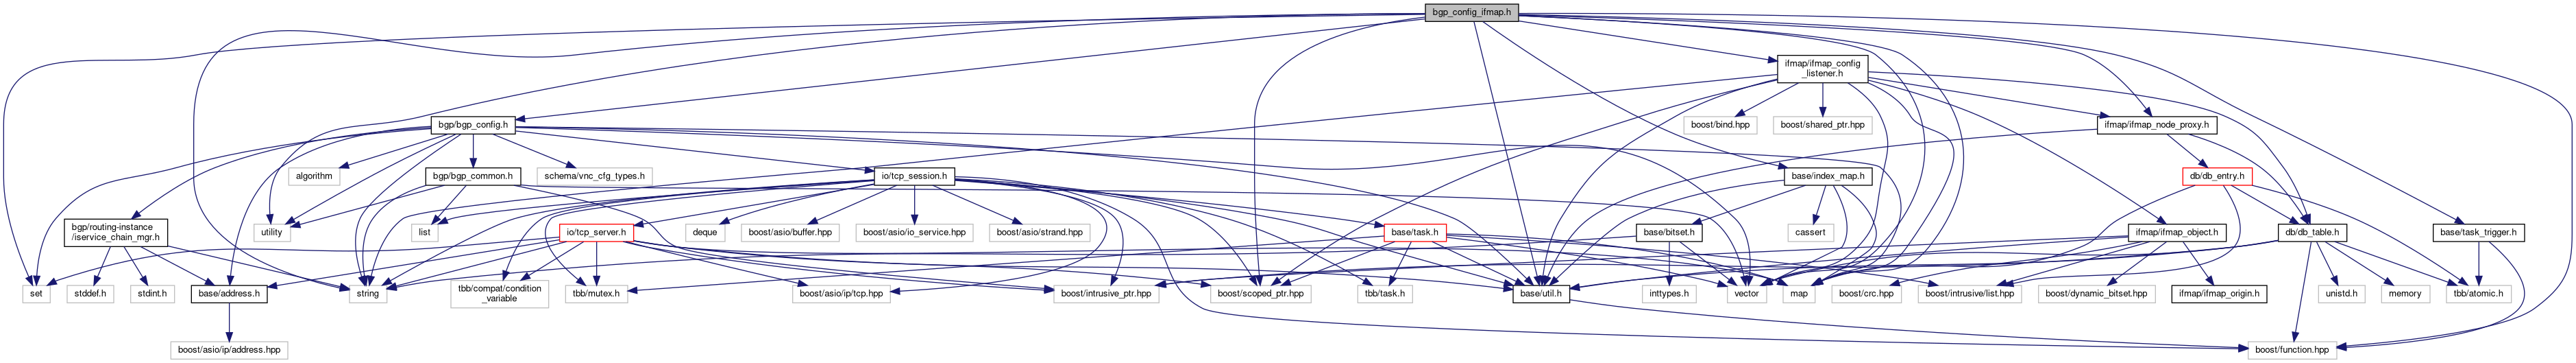 bgp_config_ifmap.h
ifmap/ifmap_config
_listener.h
bgp/bgp_config.h
boost/bind.hpp
boost/shared_ptr.hpp
ifmap/ifmap_node_proxy.h
algorithm
bgp/bgp_common.h
schema/vnc_cfg_types.h
io/tcp_session.h
base/index_map.h
db/db_entry.h
bgp/routing-instance
/iservice_chain_mgr.h
utility
list
io/tcp_server.h
deque
boost/asio/buffer.hpp
boost/asio/io_service.hpp
boost/asio/strand.hpp
base/task.h
base/bitset.h
cassert
ifmap/ifmap_object.h
db/db_table.h
base/task_trigger.h
set
stddef.h
stdint.h
base/address.h
string
tbb/compat/condition
_variable
tbb/mutex.h
boost/asio/ip/tcp.hpp
boost/intrusive_ptr.hpp
boost/scoped_ptr.hpp
tbb/task.h
base/util.h
inttypes.h
vector
map
boost/crc.hpp
boost/intrusive/list.hpp
boost/dynamic_bitset.hpp
ifmap/ifmap_origin.h
unistd.h
memory
tbb/atomic.h
boost/asio/ip/address.hpp
boost/function.hpp